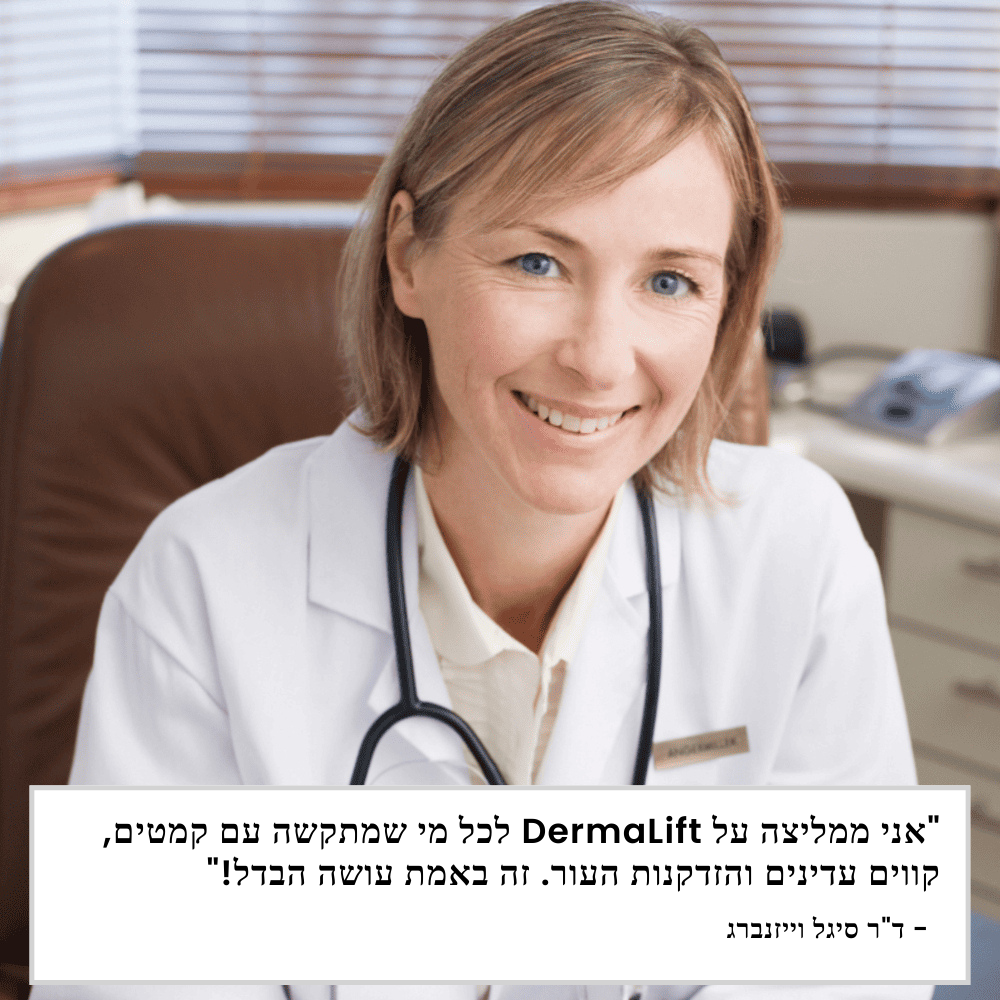 "אני ממליצה על DermaLift לכל מי שמתקשה עם קמטים,
קווים עדינים והזדקנות העור. זה באמת עושה הבדל!"
- ד"ר סיגל וייזנברג